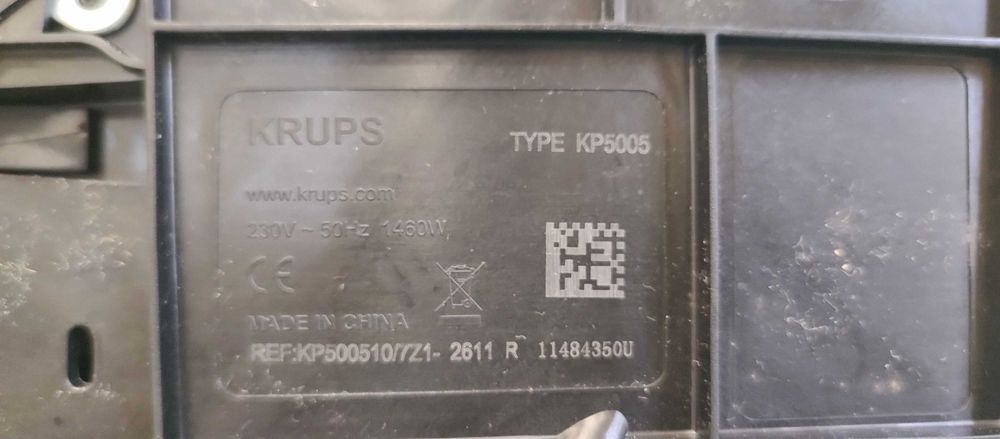 KRUPS
TYPE KP5005
www.krups.com
230V ~ 50Hz 1460W
CE
MADE IN CHINA
REF:KP500510/7Z1- 2611 R 11484350U